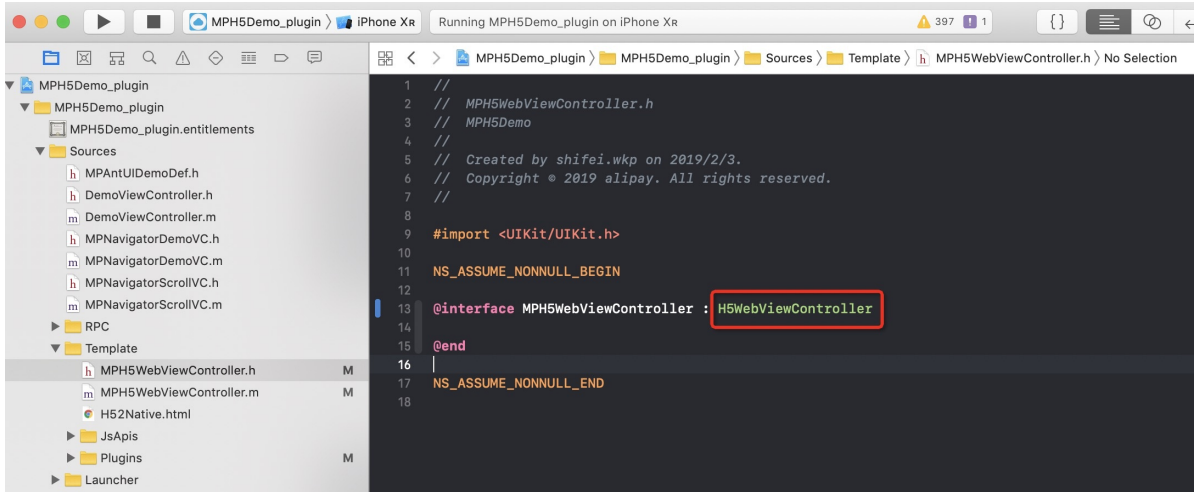 MPH5Demo_plugin 〉 iPhone XR
Running MPH5Demo_plugin on iPhone XR
397
1
{}
MPH5Demo_plugin 〉 MPH5Demo_plugin 〉 Sources 〉 Template 〉 h MPH5WebViewController.h 〉 No Selection
MPH5Demo_plugin
MPH5Demo_plugin
MPH5Demo_plugin.entitlements
Sources
h MPAntUIDemoDef.h
h DemoViewController.h
m DemoViewController.m
h MPNavigatorDemoVC.h
m MPNavigatorDemoVC.m
h MPNavigatorScrollVC.h
m MPNavigatorScrollVC.m
RPC
Template
h MPH5WebViewController.h M
m MPH5WebViewController.m M
H52Native.html
JsApis
Plugins M
Launcher
1 //
2 // MPH5WebViewController.h
3 // MPH5Demo
4 //
5 // Created by shifei.wkp on 2019/2/3.
6 // Copyright © 2019 alipay. All rights reserved.
7 //
8
9 #import <UIKit/UIKit.h>
10
11 NS_ASSUME_NONNULL_BEGIN
12
13 @interface MPH5WebViewController : H5WebViewController
14
15 @end
16
17 NS_ASSUME_NONNULL_END
18